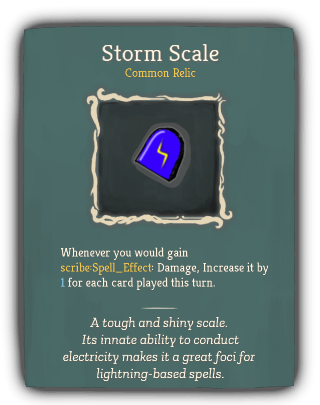 Storm Scale
Common Relic
Whenever you would gain
scribe:Spell_Effect: Damage, Increase it by
1 for each card played this turn.
A tough and shiny scale.
Its innate ability to conduct
electricity makes it a great foci for
lightning-based spells.